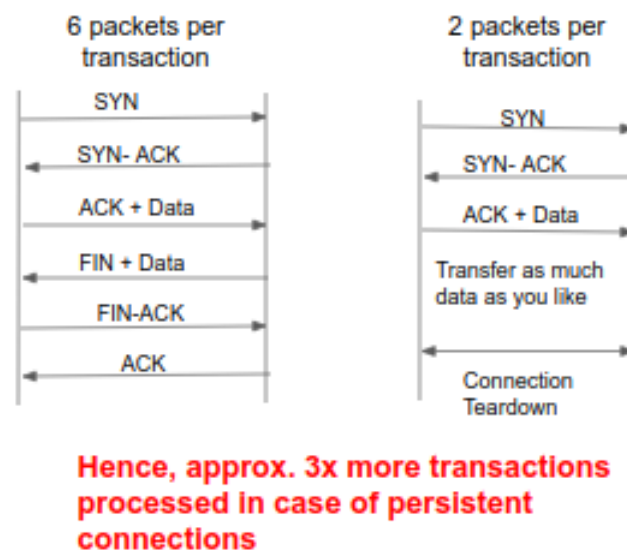 6 packets per
transaction
SYN
SYN- ACK
ACK + Data
FIN + Data
FIN-ACK
ACK
2 packets per
transaction
SYN
SYN- ACK
ACK + Data
Transfer as much
data as you like
Connection
Teardown
Hence, approx. 3x more transactions
processed in case of persistent
connections